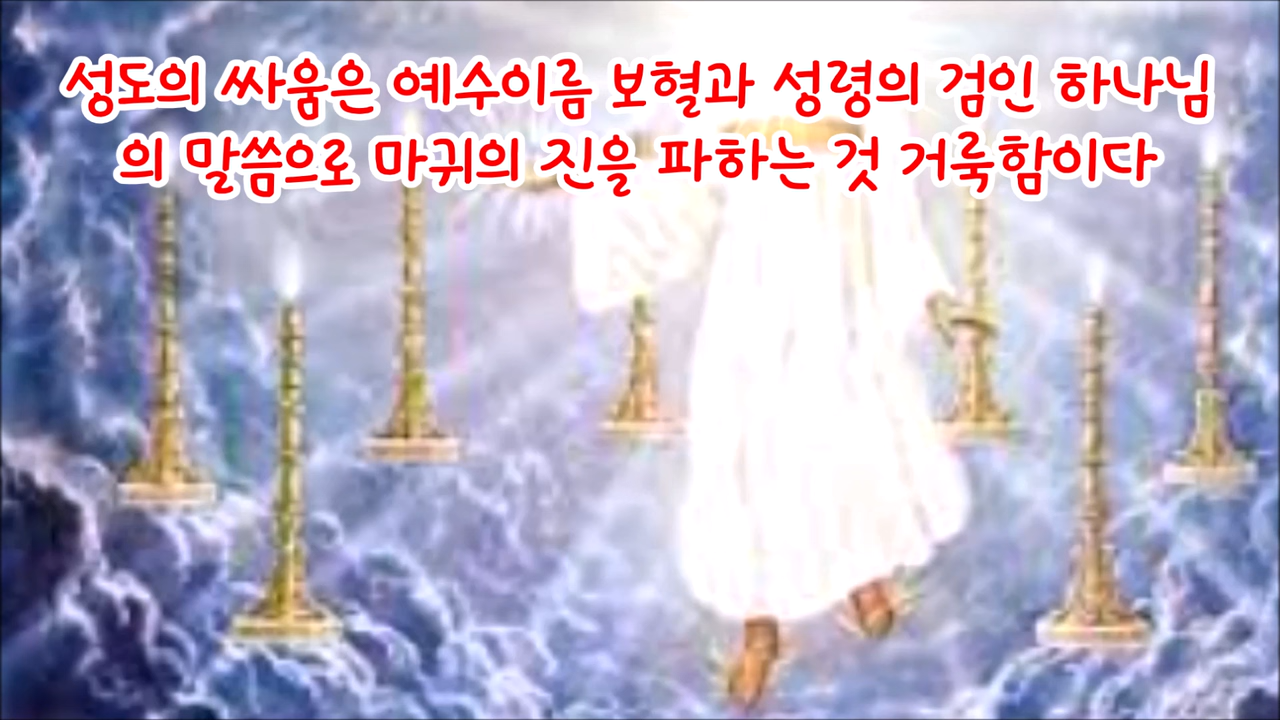 성도의 싸움은 예수이름 보혈과 성령의 검인 하나님
의 말씀으로 마귀의 진을 파하는 것 거룩함이다